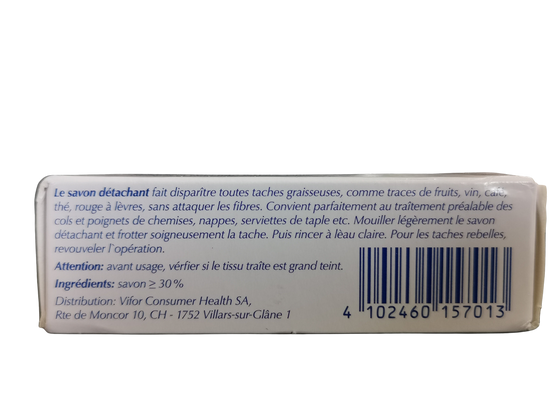 Le savon détachant fait disparître toutes taches graisseuses, comme traces de fruits, vin, café,
thé, rouge à lèvres, sans attaquer les fibres. Convient parfaitement au traîtement préalable des
cols et poignets de chemises, nappes, serviettes de taple etc. Mouiller légèrement le savon
détachant et frotter soigneusement la tache. Puis rincer à lèau claire. Pour les taches rebelles,
revouveler l`opération.
Attention: avant usage, vérfier si le tissu traîte est grand teint.
Ingrédients: savon ≥ 30 %
Distribution: Vifor Consumer Health SA,
Rte de Moncor 10, CH - 1752 Villars-sur-Glâne 1
4 102460 157013